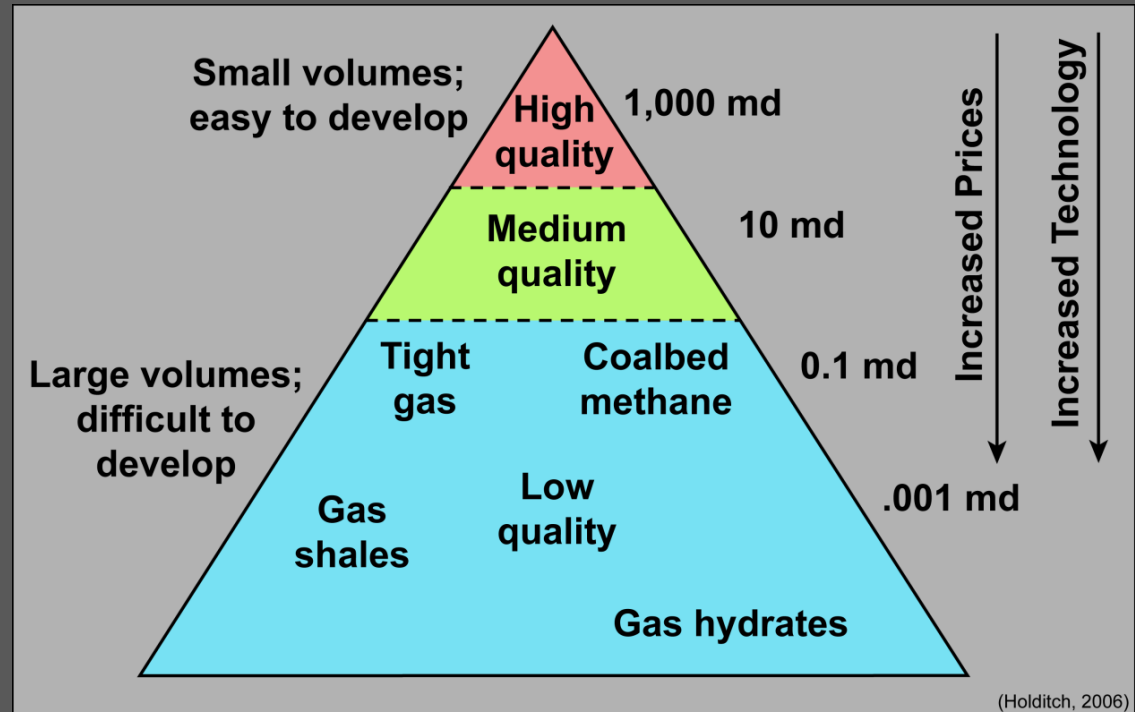 Small volumes;
easy to develop
High
quality
1,000 md
Medium
quality
10 md
Large volumes;
difficult to
develop
Tight
gas
Coalbed
methane
0.1 md
Gas
shales
Low
quality
.001 md
Gas hydrates
Increased Prices
Increased Technology
(Holditch, 2006)